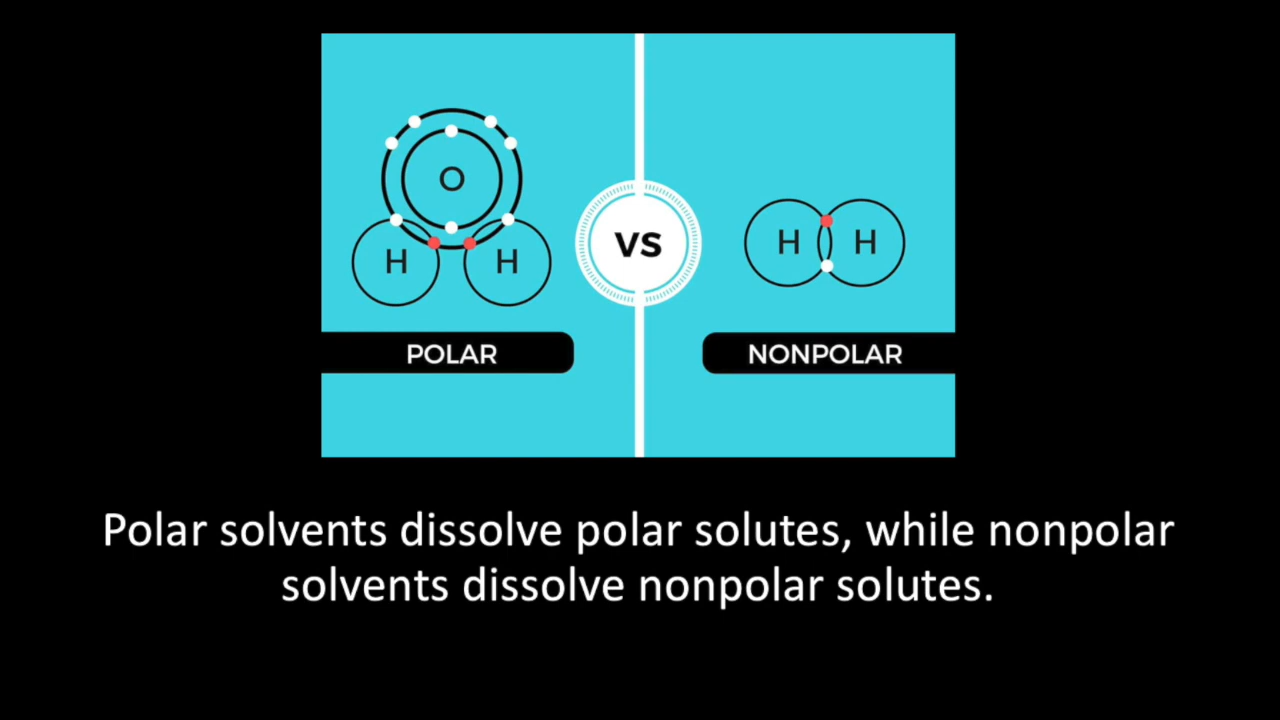 O
H H
VS
H H
POLAR
NONPOLAR
Polar solvents dissolve polar solutes, while nonpolar
solvents dissolve nonpolar solutes.